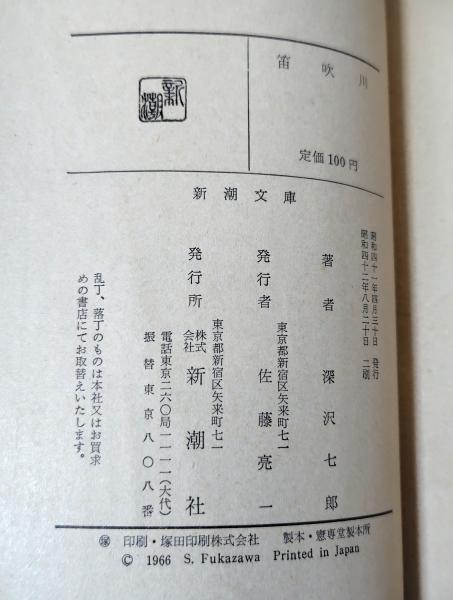 笛吹川
定価100円
新潮
新潮文庫
昭和四十一年四月三十日 発行
昭和四十二年八月二十日 二刷
著者 深沢七郎
発行者 佐藤亮一
東京都新宿区矢来町七一
発行所 株式会社 新潮社
東京都新宿区矢来町七一
電話東京二六〇局一一一一(大代)
振替東京八〇八番
乱丁、落丁のものは本社又はお買求
めの書店にてお取替えいたします。
印刷・塚田印刷株式会社 製本・憲専堂製本所
© 1966 S. Fukazawa Printed in Japan